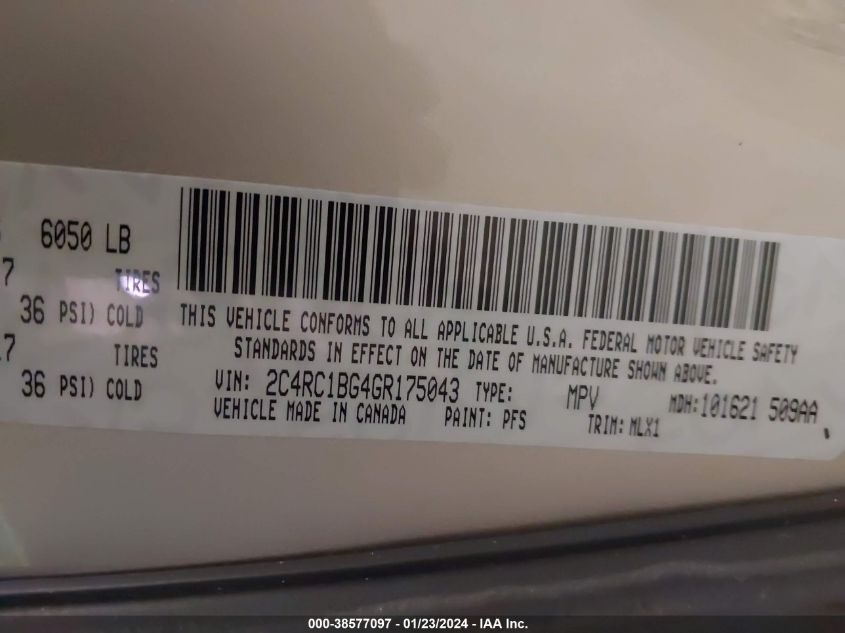 6050 LB
7 TIRES
36 PSI) COLD
17 TIRES
36 PSI) COLD
THIS VEHICLE CONFORMS TO ALL APPLICABLE U.S.A. FEDERAL MOTOR VEHICLE SAFETY
STANDARDS IN EFFECT ON THE DATE OF MANUFACTURE SHOWN ABOVE.
VIN: 2C4RC1BG4GR175043 TYPE: MPV MDH:101621 509AA
VEHICLE MADE IN CANADA PAINT: PFS TRIM: MLX1
000-38577097 - 01/23/2024 - IAA Inc.